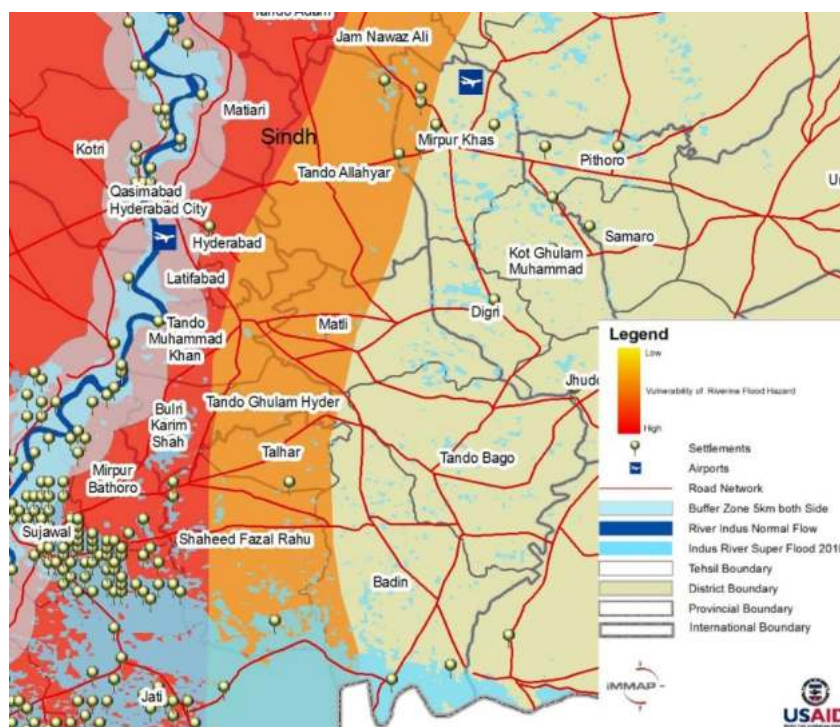 Tando Adam
Jam Nawaz Ali
Matiari
Sindh
Mirpur Khas
Kotri
Pithoro
Tando Allahyar
Qasimabad
Hyderabad City
Hyderabad
Samaro
Kot Ghulam
Muhammad
Latifabad
Digri
Tando
Muhammad
Khan
Matli
Jhudo
Tando Ghulam Hyder
Bulri
Karim
Shah
Talhar
Tando Bago
Mirpur
Bathoro
Sujawal
Shaheed Fazal Rahu
Badin
Jati
Legend
Low
Vulnerability of Riverine Flood Hazard
High
Settlements
Airports
Road Network
Buffer Zone 5km both Side
River Indus Normal Flow
Indus River Super Flood 201
Tehsil Boundary
District Boundary
Provincial Boundary
International Boundary
iMMAP
USAID